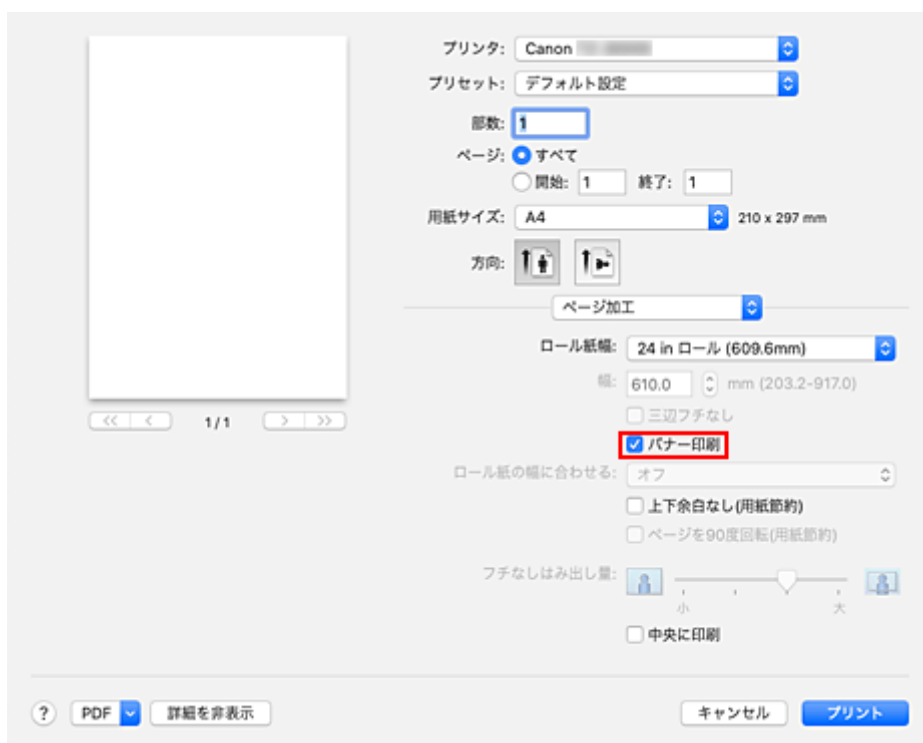 プリンタ: Canon
プリセット: デフォルト設定
部数: 1
ページ: すべて
開始: 1 終了: 1
用紙サイズ: A4 210 x 297 mm
方向:
ページ加工
ロール紙幅: 24 in ロール (609.6mm)
幅: 610.0 mm (203.2-917.0)
三辺フチなし
<< < 1 / 1 > >>
バナー印刷
ロール紙の幅に合わせる: オフ
上下余白なし(用紙節約)
ページを90度回転(用紙節約)
フチなしはみ出し量:
小 大
中央に印刷
? PDF 詳細を非表示 キャンセル プリント